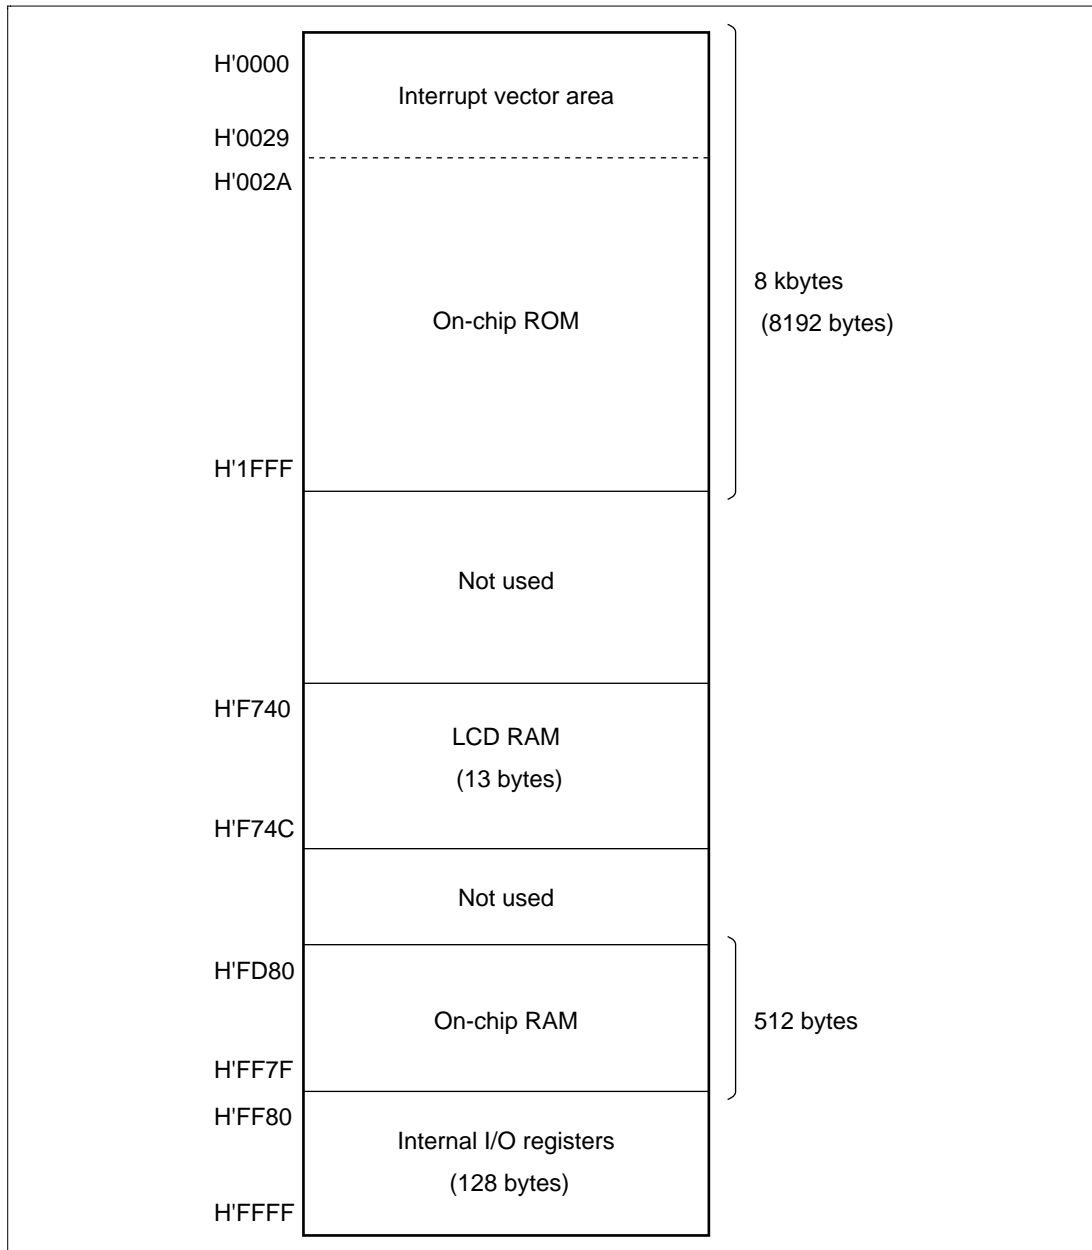 H'0000
Interrupt vector area
H'0029
H'002A
8 kbytes
(8192 bytes)
On-chip ROM
H'1FFF
Not used
H'F740
LCD RAM
(13 bytes)
H'F74C
Not used
H'FD80
On-chip RAM
512 bytes
H'FF7F
H'FF80
Internal I/O registers
(128 bytes)
H'FFFF